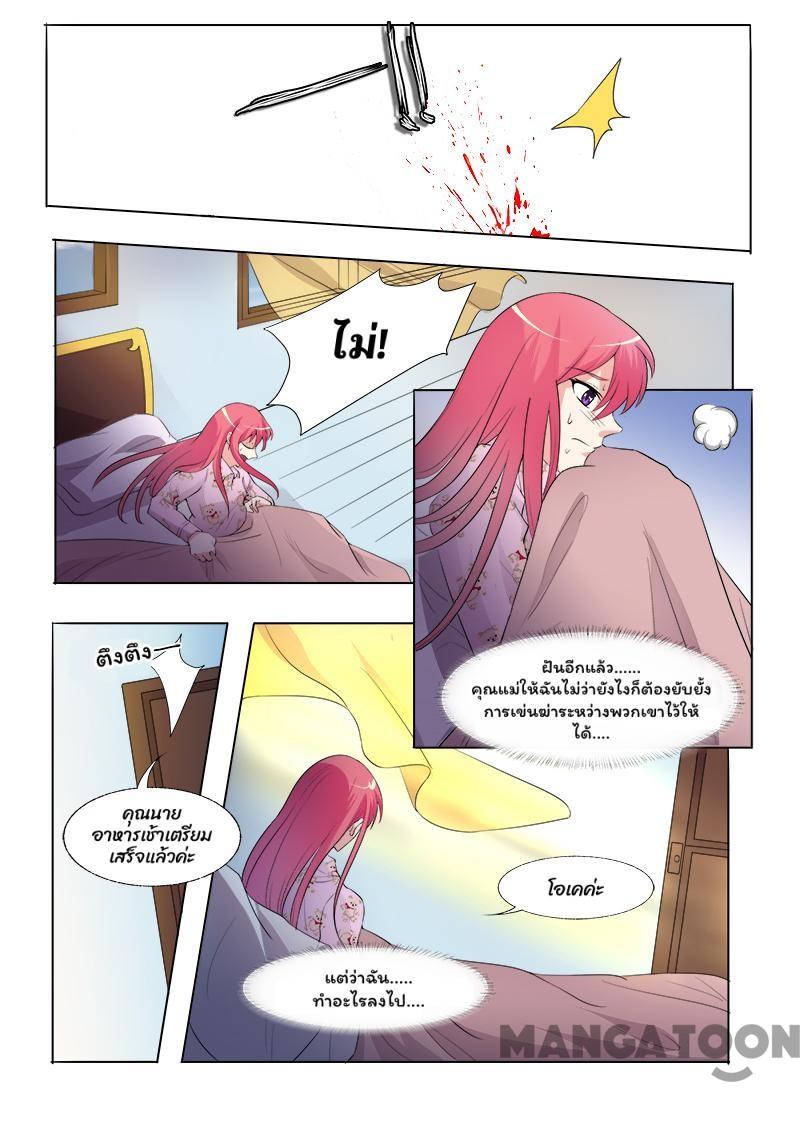 ไม่!
ฝันอีกแล้ว......
คุณแม่ให้ฉันไม่ว่ายังไงก็ต้องยับยั้ง
การเข่นฆ่าระหว่างพวกเขาไว้ให้
ได้....
ตึงตึง—
คุณนาย
อาหารเช้าเตรียม
เสร็จแล้วค่ะ
โอเคค่ะ
แต่ว่าฉัน.....
ทำอะไรลงไป....
MANGATOON